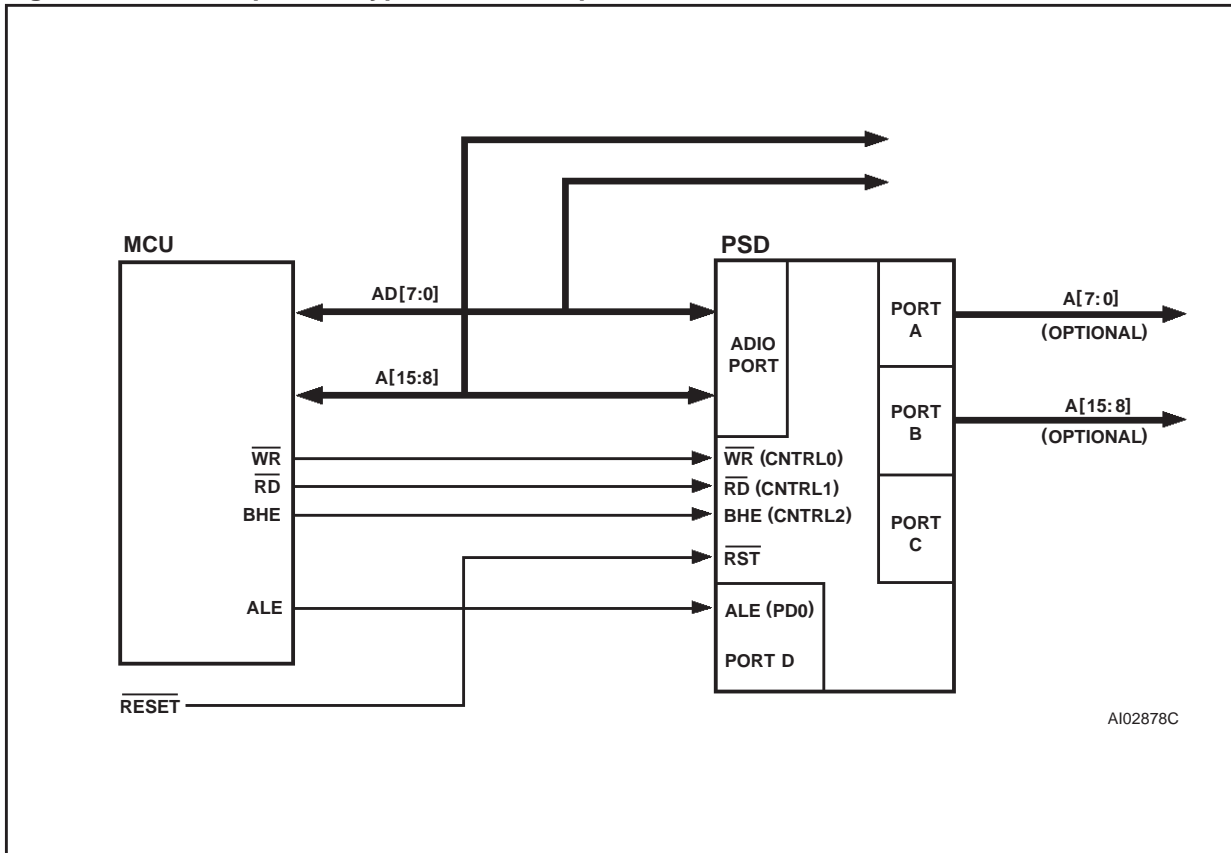 MCU
PSD
AD[7:0]
A[15:8]
ADIO
PORT
PORT
A
A[7:0]
(OPTIONAL)
PORT
B
A[15:8]
(OPTIONAL)
PORT
C
WR
RD
BHE
ALE
WR (CNTRL0)
RD (CNTRL1)
BHE (CNTRL2)
RST
ALE (PD0)
PORT D
RESET
AI02878C